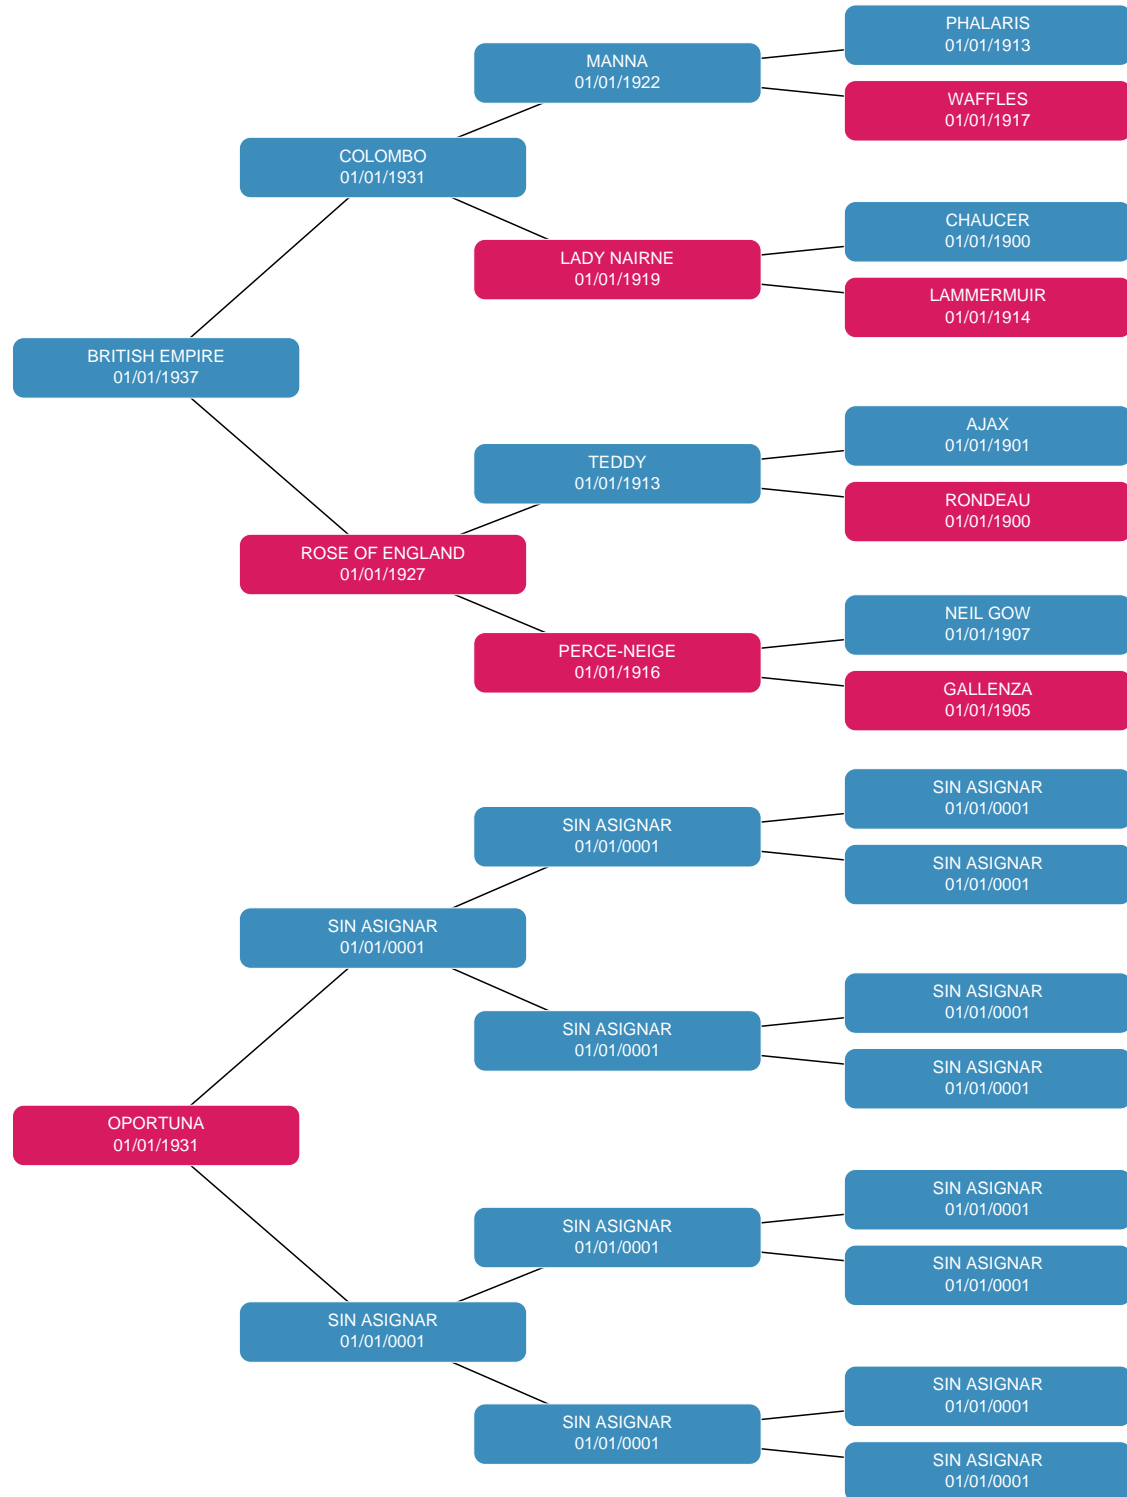 PHALARIS
01/01/1913
MANNA
01/01/1922
WAFFLES
01/01/1917
COLOMBO
01/01/1931
CHAUCER
01/01/1900
LADY NAIRNE
01/01/1919
LAMMERMUIR
01/01/1914
BRITISH EMPIRE
01/01/1937
AJAX
01/01/1901
TEDDY
01/01/1913
RONDEAU
01/01/1900
ROSE OF ENGLAND
01/01/1927
NEIL GOW
01/01/1907
PERCE-NEIGE
01/01/1916
GALLENZA
01/01/1905
SIN ASIGNAR
01/01/0001
SIN ASIGNAR
01/01/0001
SIN ASIGNAR
01/01/0001
SIN ASIGNAR
01/01/0001
SIN ASIGNAR
01/01/0001
SIN ASIGNAR
01/01/0001
SIN ASIGNAR
01/01/0001
OPORTUNA
01/01/1931
SIN ASIGNAR
01/01/0001
SIN ASIGNAR
01/01/0001
SIN ASIGNAR
01/01/0001
SIN ASIGNAR
01/01/0001
SIN ASIGNAR
01/01/0001
SIN ASIGNAR
01/01/0001
SIN ASIGNAR
01/01/0001